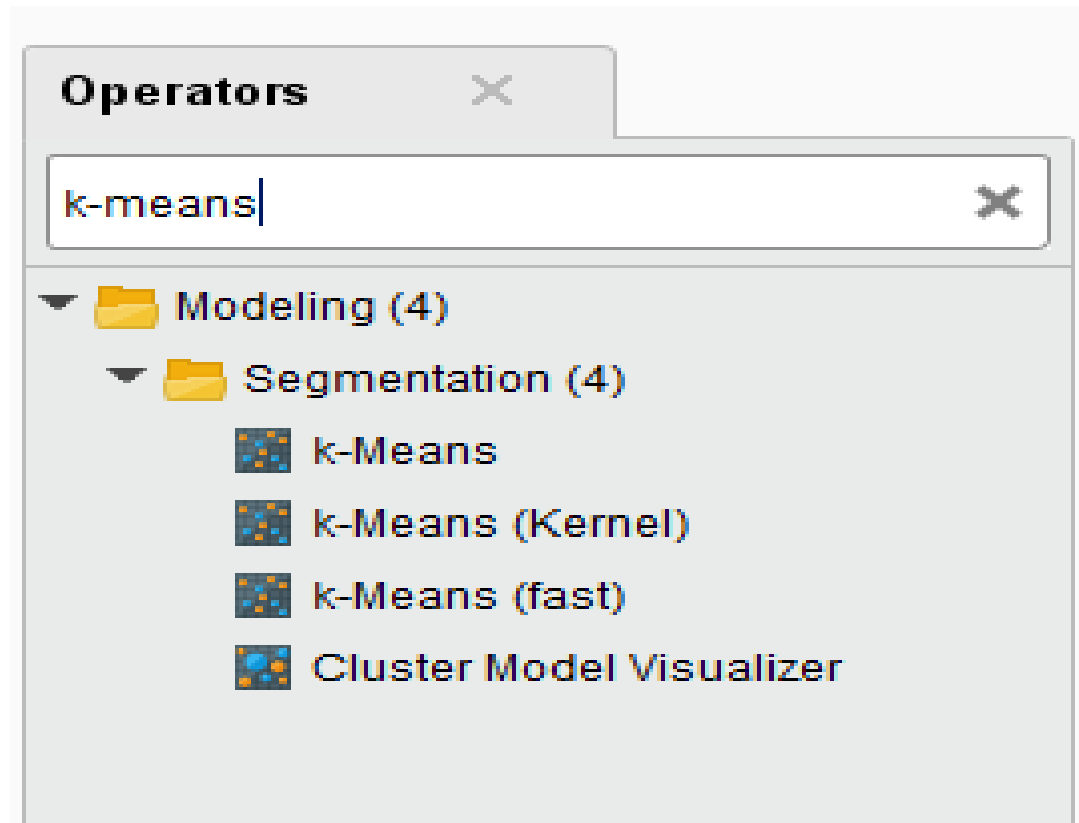 Operators
k-means
Modeling (4)
Segmentation (4)
k-Means
k-Means (Kernel)
k-Means (fast)
Cluster Model Visualizer